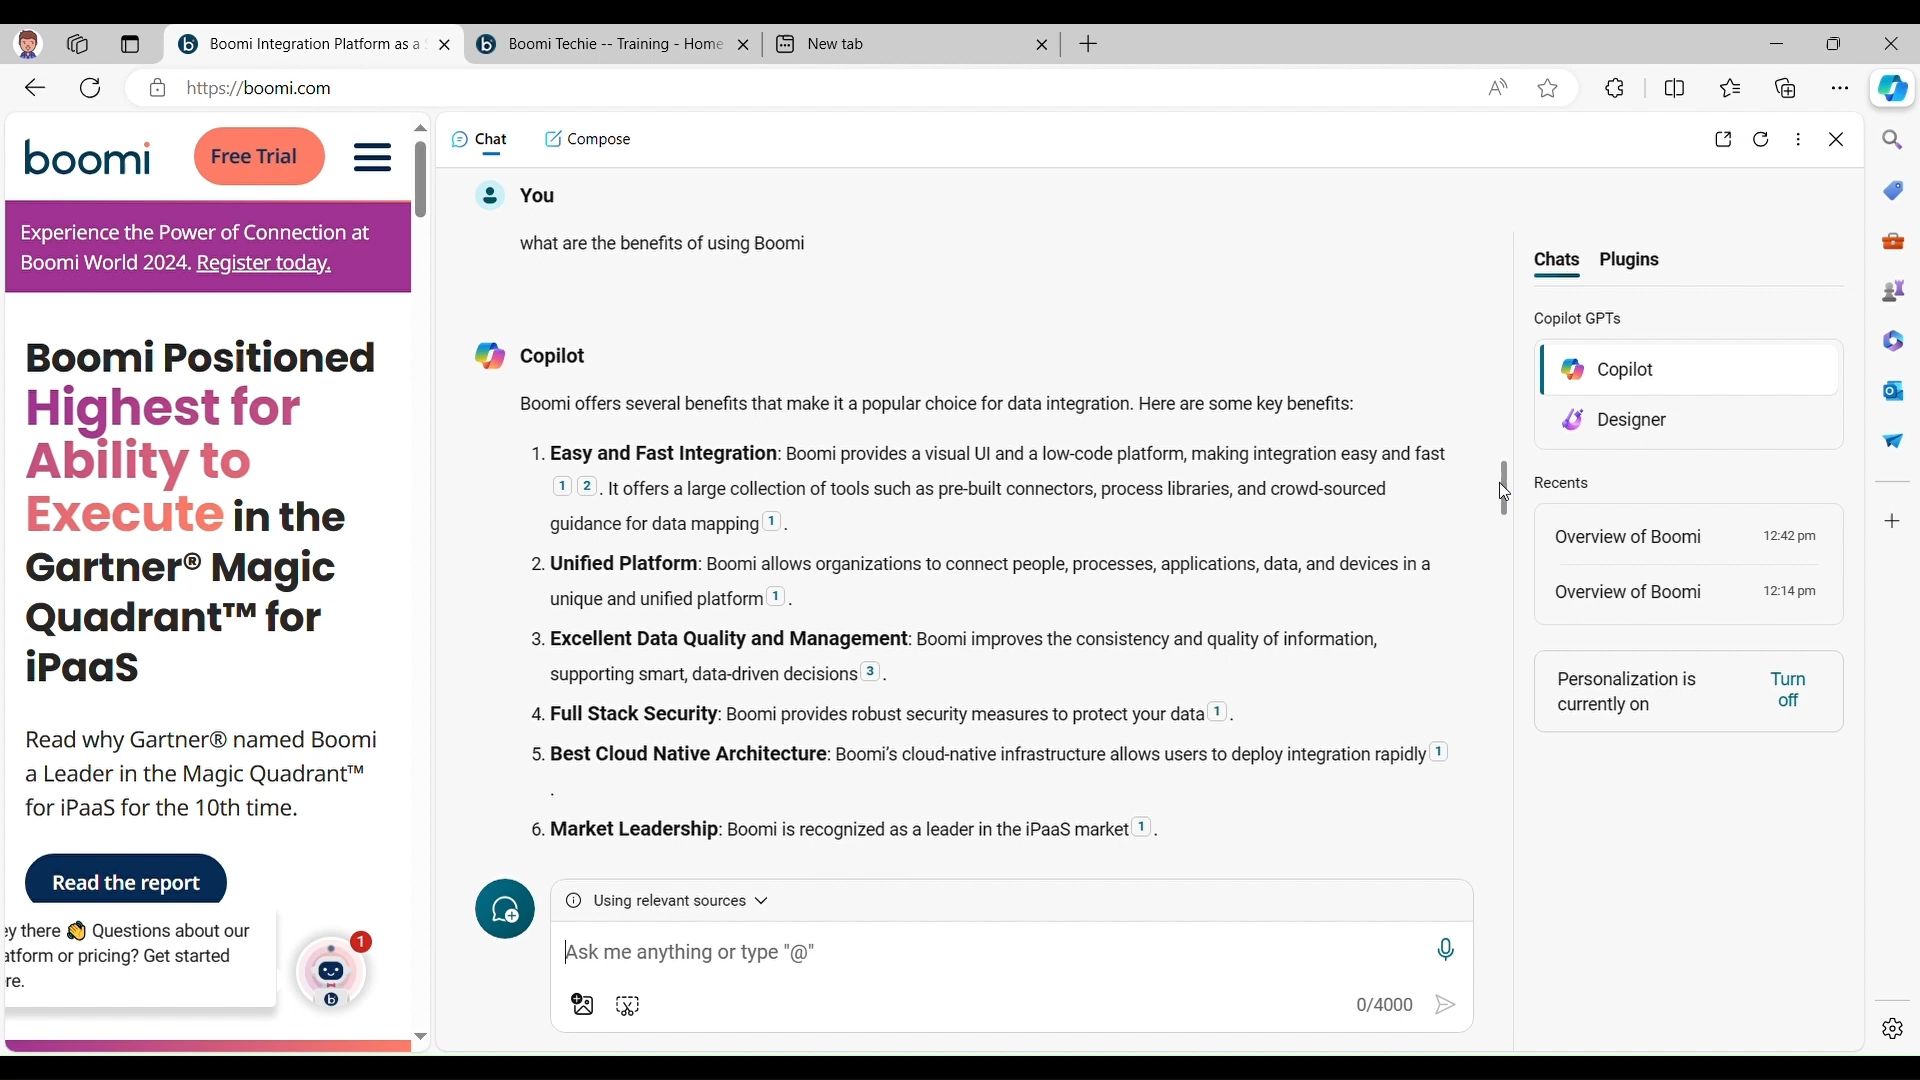 Boomi Integration Platform as a
Boomi Techie -- Training - Home
New tab
https://boomi.com
boomi
Free Trial
Experience the Power of Connection at
Boomi World 2024. Register today.
Boomi Positioned
Highest for
Ability to
Execute in the
Gartner® Magic
Quadrant™ for
iPaaS
Read why Gartner® named Boomi
a Leader in the Magic Quadrant™
for iPaaS for the 10th time.
Read the report
ey there 👋 Questions about our
atform or pricing? Get started
re.
1
b
Chat
Compose
You
what are the benefits of using Boomi
Copilot
Boomi offers several benefits that make it a popular choice for data integration. Here are some key benefits:
1. Easy and Fast Integration: Boomi provides a visual UI and a low-code platform, making integration easy and fast
1 2 . It offers a large collection of tools such as pre-built connectors, process libraries, and crowd-sourced
guidance for data mapping 1 .
2. Unified Platform: Boomi allows organizations to connect people, processes, applications, data, and devices in a
unique and unified platform 1 .
3. Excellent Data Quality and Management: Boomi improves the consistency and quality of information,
supporting smart, data-driven decisions 3 .
4. Full Stack Security: Boomi provides robust security measures to protect your data 1 .
5. Best Cloud Native Architecture: Boomi’s cloud-native infrastructure allows users to deploy integration rapidly 1
.
6. Market Leadership: Boomi is recognized as a leader in the iPaaS market 1 .
Using relevant sources
Ask me anything or type "@"
0/4000
Chats Plugins
Copilot GPTs
Copilot
Designer
Recents
Overview of Boomi 12:42 pm
Overview of Boomi 12:14 pm
Personalization is
currently on
Turn
off